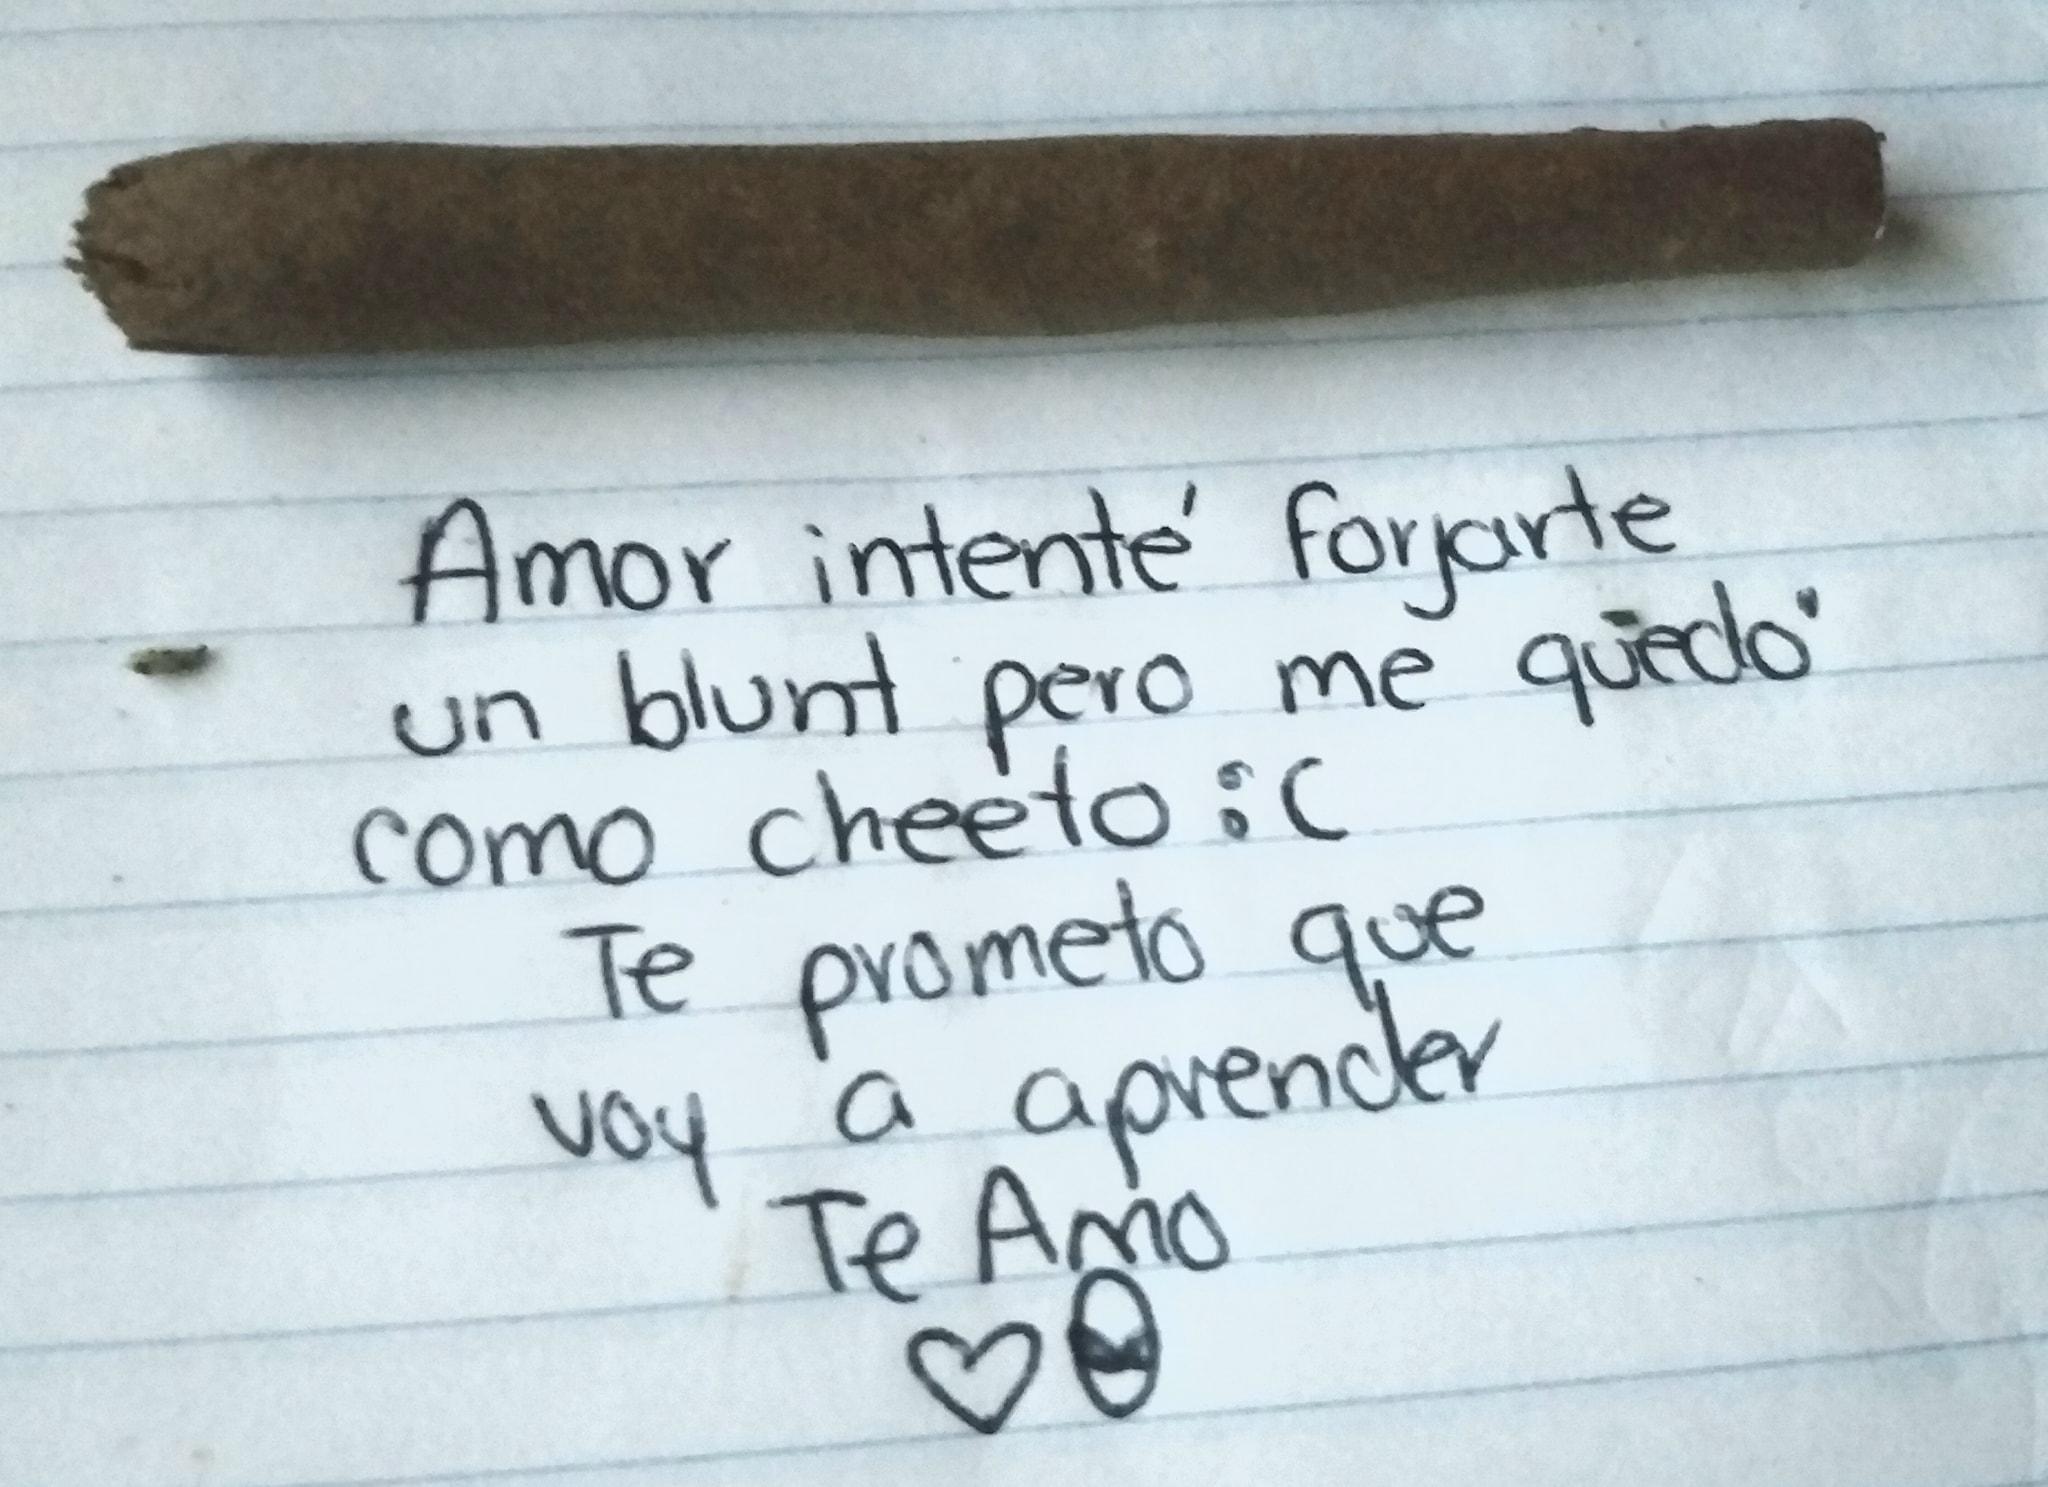 Amor intenté forjarte
un blunt pero me quedó
como cheeto :C
Te prometo que
voy a aprender
Te Amo